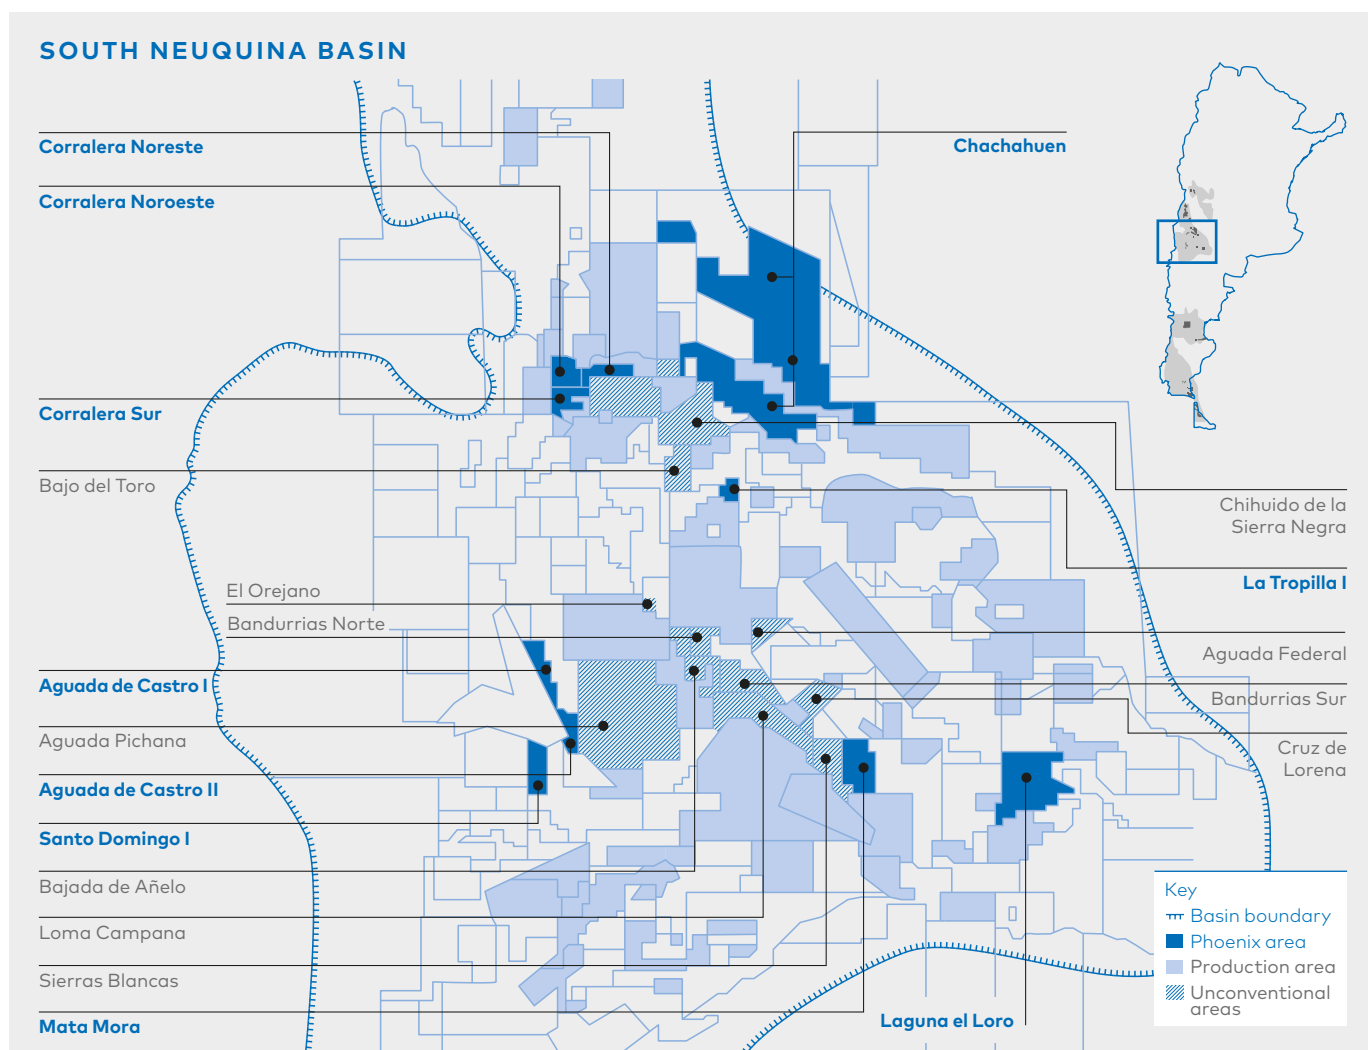 SOUTH NEUQUINA BASIN
Corralera Noreste
Chachahuen
Corralera Noroeste
Corralera Sur
Bajo del Toro
Chihuido de la
Sierra Negra
La Tropilla I
El Orejano
Bandurrias Norte
Aguada Federal
Aguada de Castro I
Bandurrias Sur
Aguada Pichana
Cruz de
Lorena
Aguada de Castro II
Santo Domingo I
Bajada de Añelo
Loma Campana
Sierras Blancas
Mata Mora
Laguna el Loro
Key
Basin boundary
Phoenix area
Production area
Unconventional
areas